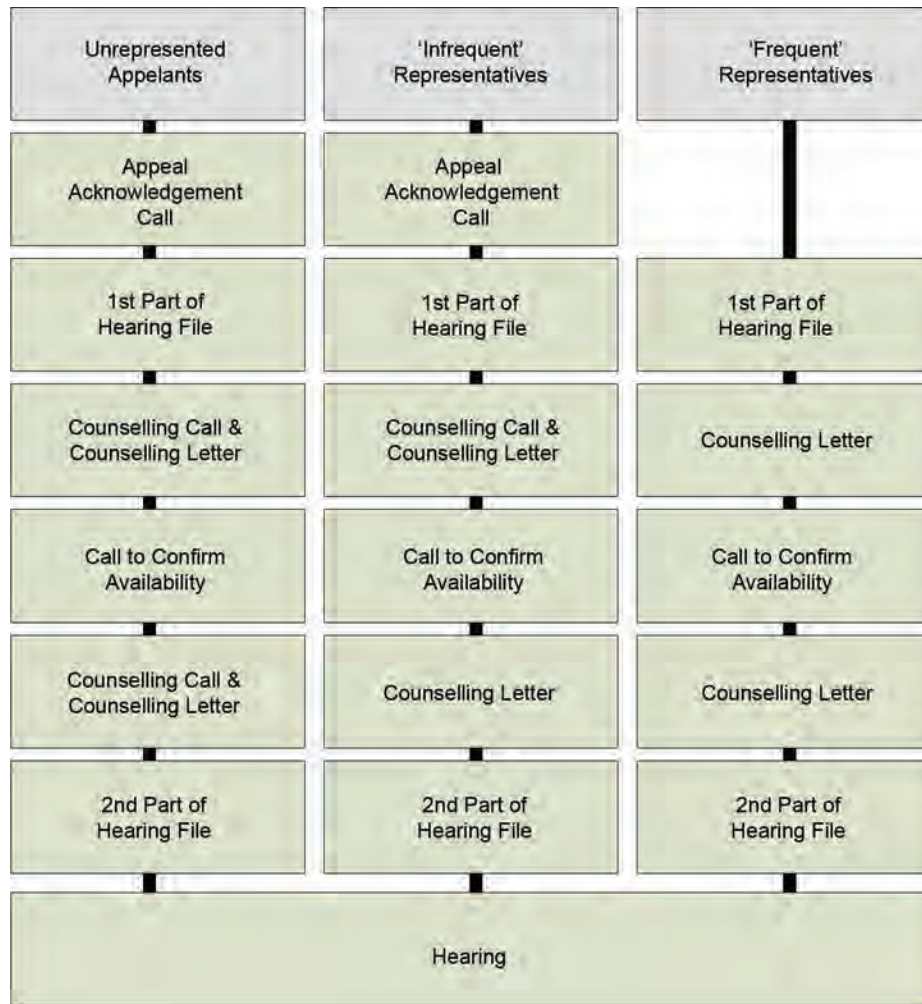 Unrepresented
Appelants
‘Infrequent’
Representatives
‘Frequent’
Representatives
Appeal
Acknowledgement
Call
Appeal
Acknowledgement
Call
1st Part of
Hearing File
1st Part of
Hearing File
1st Part of
Hearing File
Counselling Call &
Counselling Letter
Counselling Call &
Counselling Letter
Counselling Letter
Call to Confirm
Availability
Call to Confirm
Availability
Call to Confirm
Availability
Counselling Call &
Counselling Letter
Counselling Letter
Counselling Letter
2nd Part of
Hearing File
2nd Part of
Hearing File
2nd Part of
Hearing File
Hearing